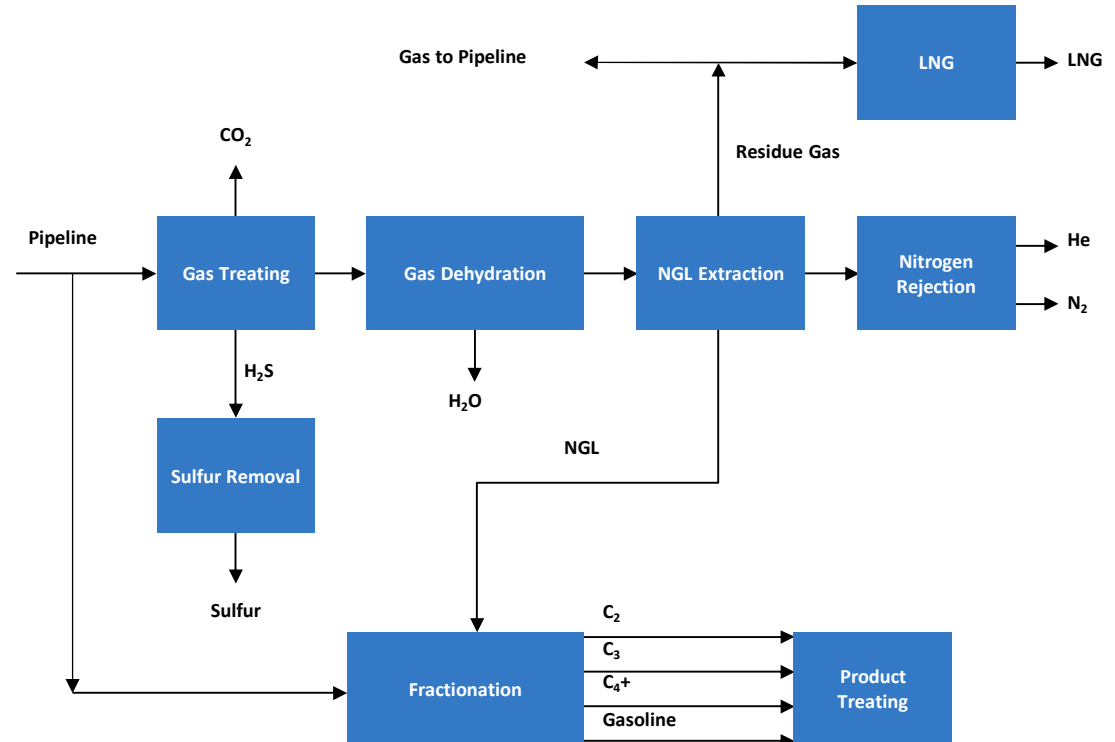 Gas to Pipeline
LNG
LNG
CO₂
Residue Gas
Pipeline
Gas Treating
Gas Dehydration
NGL Extraction
Nitrogen
Rejection
He
N₂
H₂S
H₂O
NGL
Sulfur Removal
Sulfur
C₂
C₃
C₄+
Gasoline
Fractionation
Product
Treating